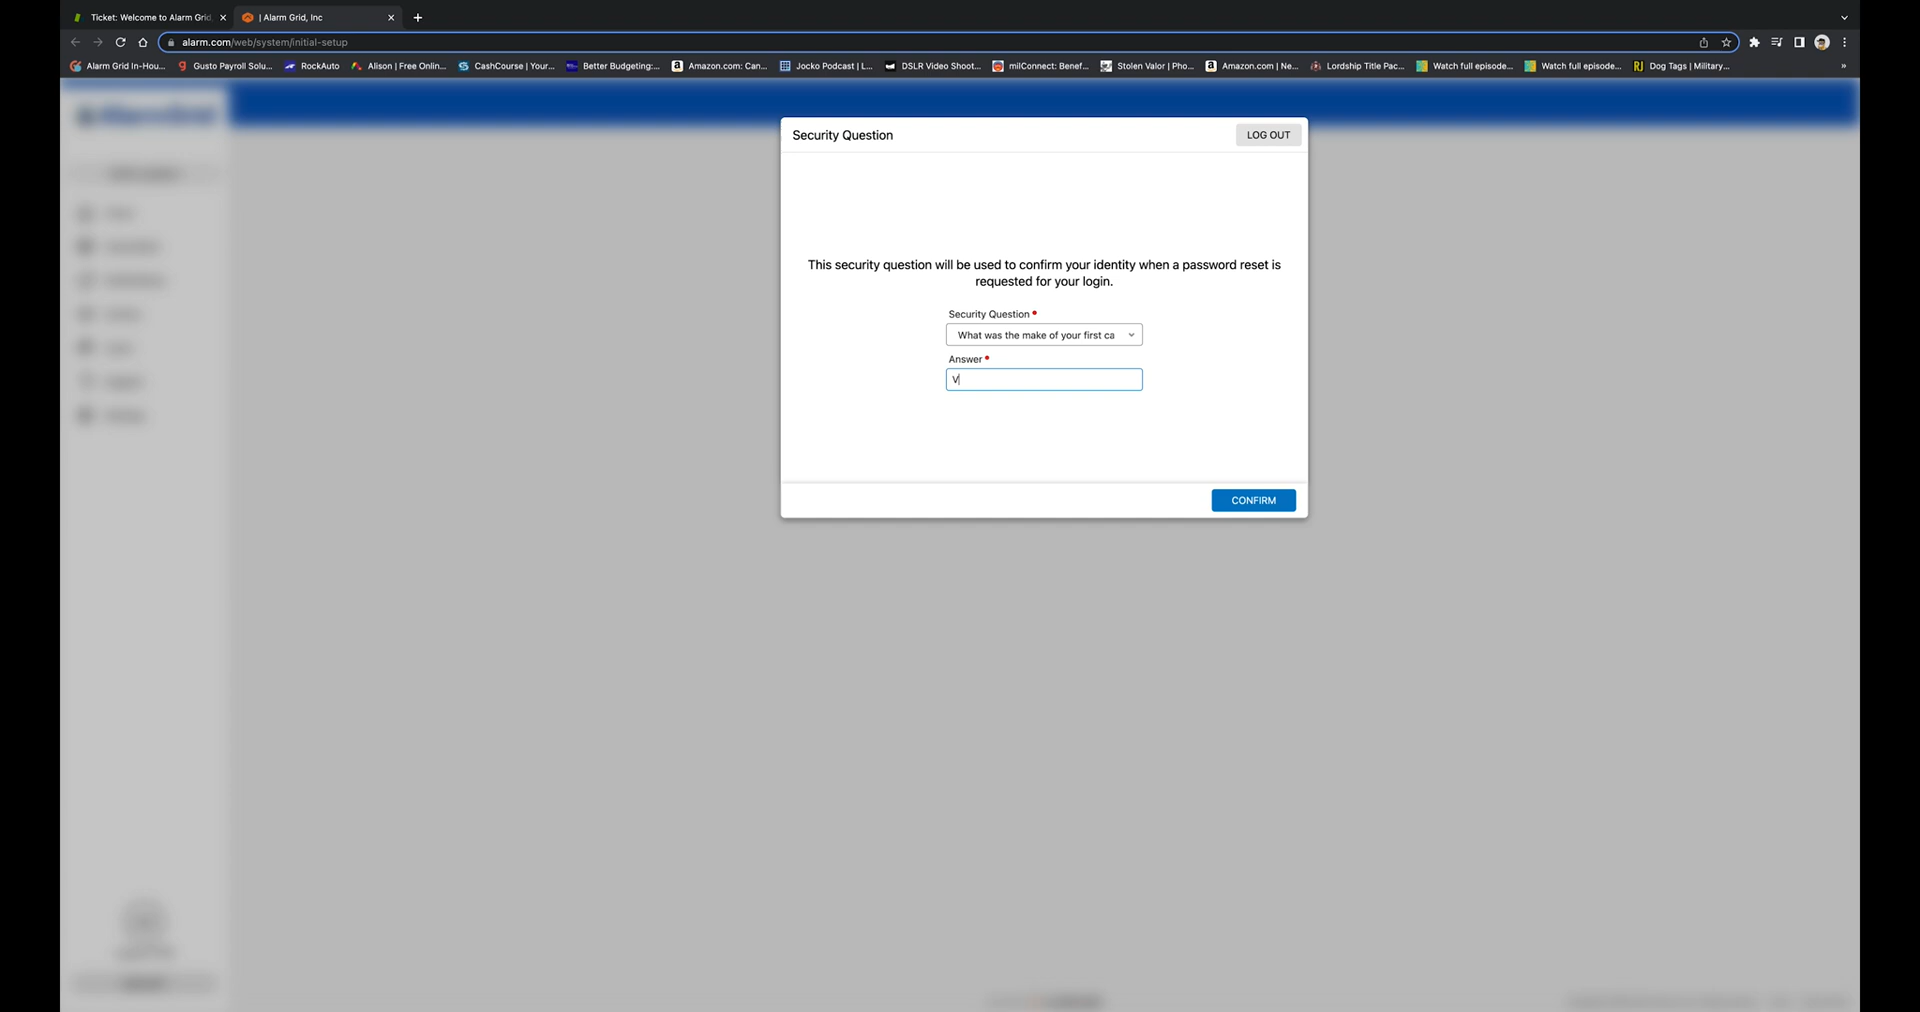 Ticket: Welcome to Alarm Grid,
| Alarm Grid, Inc
alarm.com/web/system/initial-setup
Alarm Grid In-Hou...
Gusto Payroll Solu...
RockAuto
Alison | Free Onlin...
CashCourse | Your...
Better Budgeting:...
Amazon.com: Can...
Jocko Podcast | L...
DSLR Video Shoot...
milConnect: Benef...
Stolen Valor | Pho...
Amazon.com | Ne...
Lordship Title Pac...
Watch full episode...
Watch full episode...
Dog Tags | Military...
Security Question
LOG OUT
This security question will be used to confirm your identity when a password reset is
requested for your login.
Security Question
What was the make of your first ca
Answer
V
CONFIRM